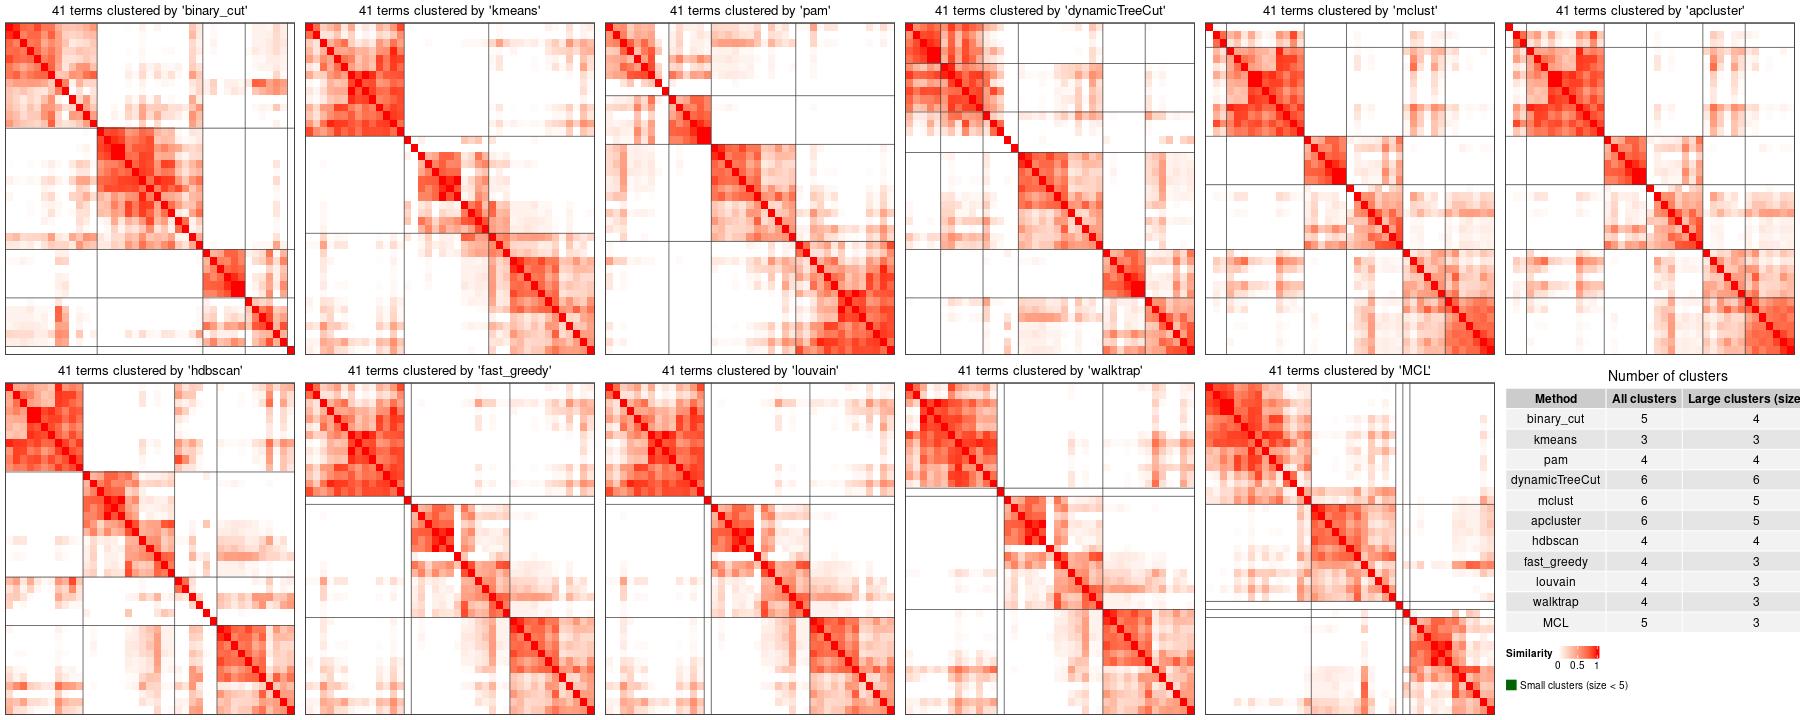 41 terms clustered by 'binary_cut'
41 terms clustered by 'kmeans'
41 terms clustered by 'pam'
41 terms clustered by 'dynamicTreeCut'
41 terms clustered by 'mclust'
41 terms clustered by 'apcluster'
41 terms clustered by 'hdbscan'
41 terms clustered by 'fast_greedy'
41 terms clustered by 'louvain'
41 terms clustered by 'walktrap'
41 terms clustered by 'MCL'
Number of clusters
Method All clusters Large clusters (size
binary_cut 5 4
kmeans 3 3
pam 4 4
dynamicTreeCut 6 6
mclust 6 5
apcluster 6 5
hdbscan 4 4
fast_greedy 4 3
louvain 4 3
walktrap 4 3
MCL 5 3
Similarity
0 0.5 1
Small clusters (size < 5)